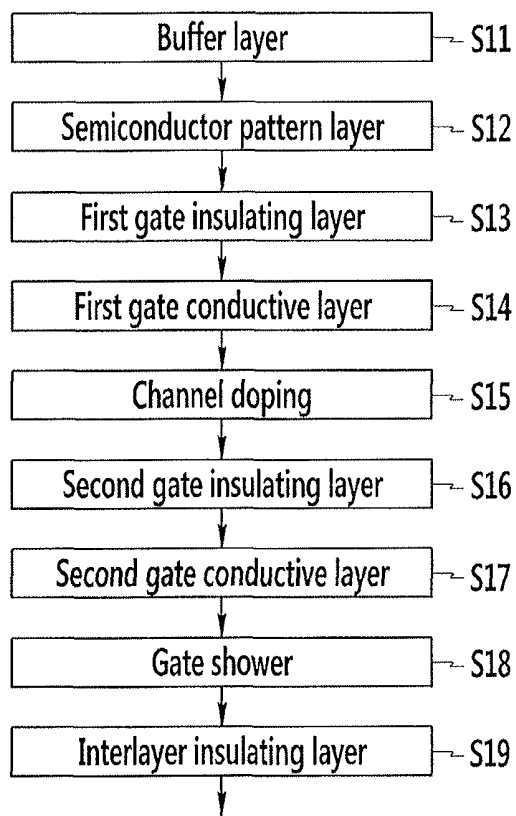 Buffer layer S11
Semiconductor pattern layer S12
First gate insulating layer S13
First gate conductive layer S14
Channel doping S15
Second gate insulating layer S16
Second gate conductive layer S17
Gate shower S18
Interlayer insulating layer S19